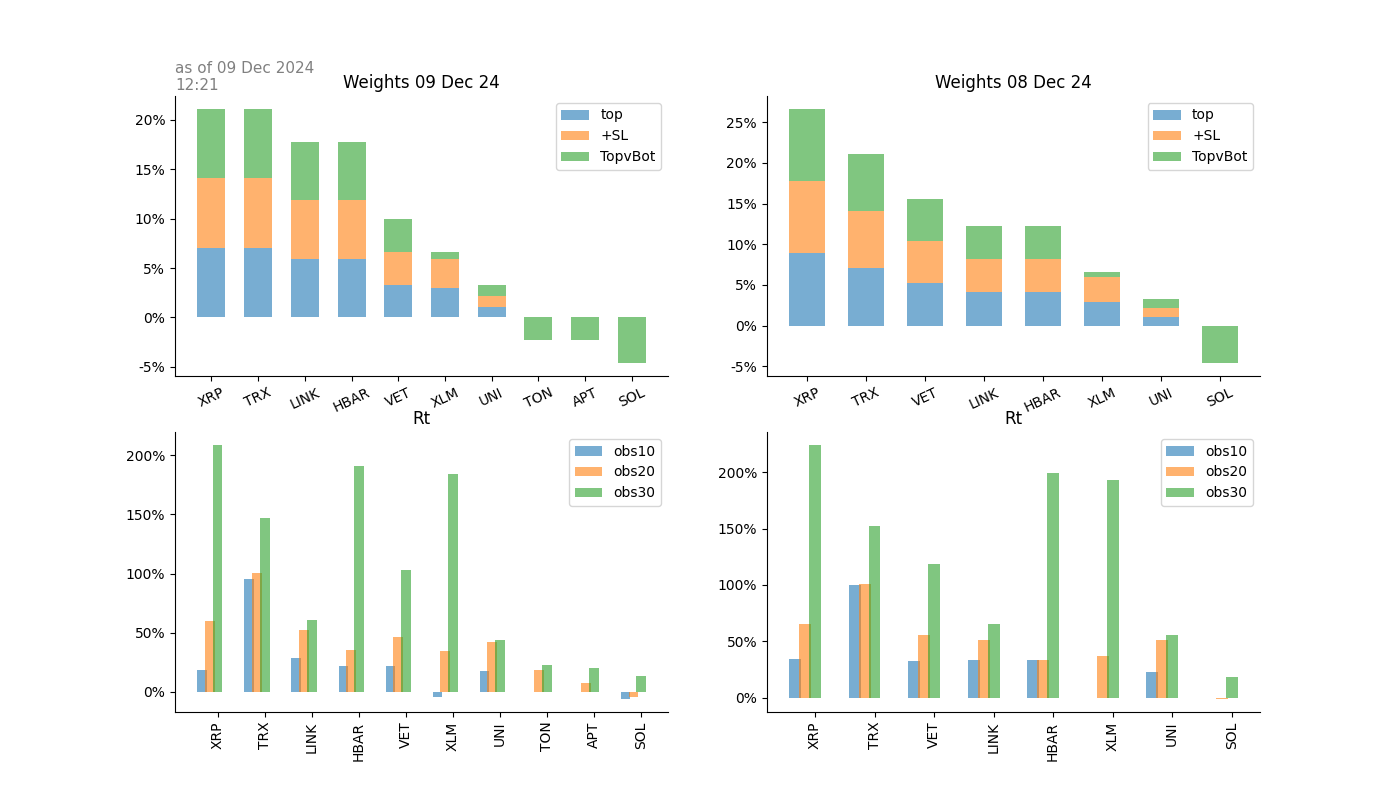 as of 09 Dec 2024
12:21
Weights 09 Dec 24
20%
15%
10%
5%
0%
-5%
top
+SL
TopvBot
XRP TRX LINK HBAR VET XLM UNI TON APT SOL
Weights 08 Dec 24
25%
20%
15%
10%
5%
0%
-5%
top
+SL
TopvBot
XRP TRX VET LINK HBAR XLM UNI SOL
Rt
200%
150%
100%
50%
0%
obs10
obs20
obs30
XRP TRX LINK HBAR VET XLM UNI TON APT SOL
Rt
200%
150%
100%
50%
0%
obs10
obs20
obs30
XRP TRX VET LINK HBAR XLM UNI SOL